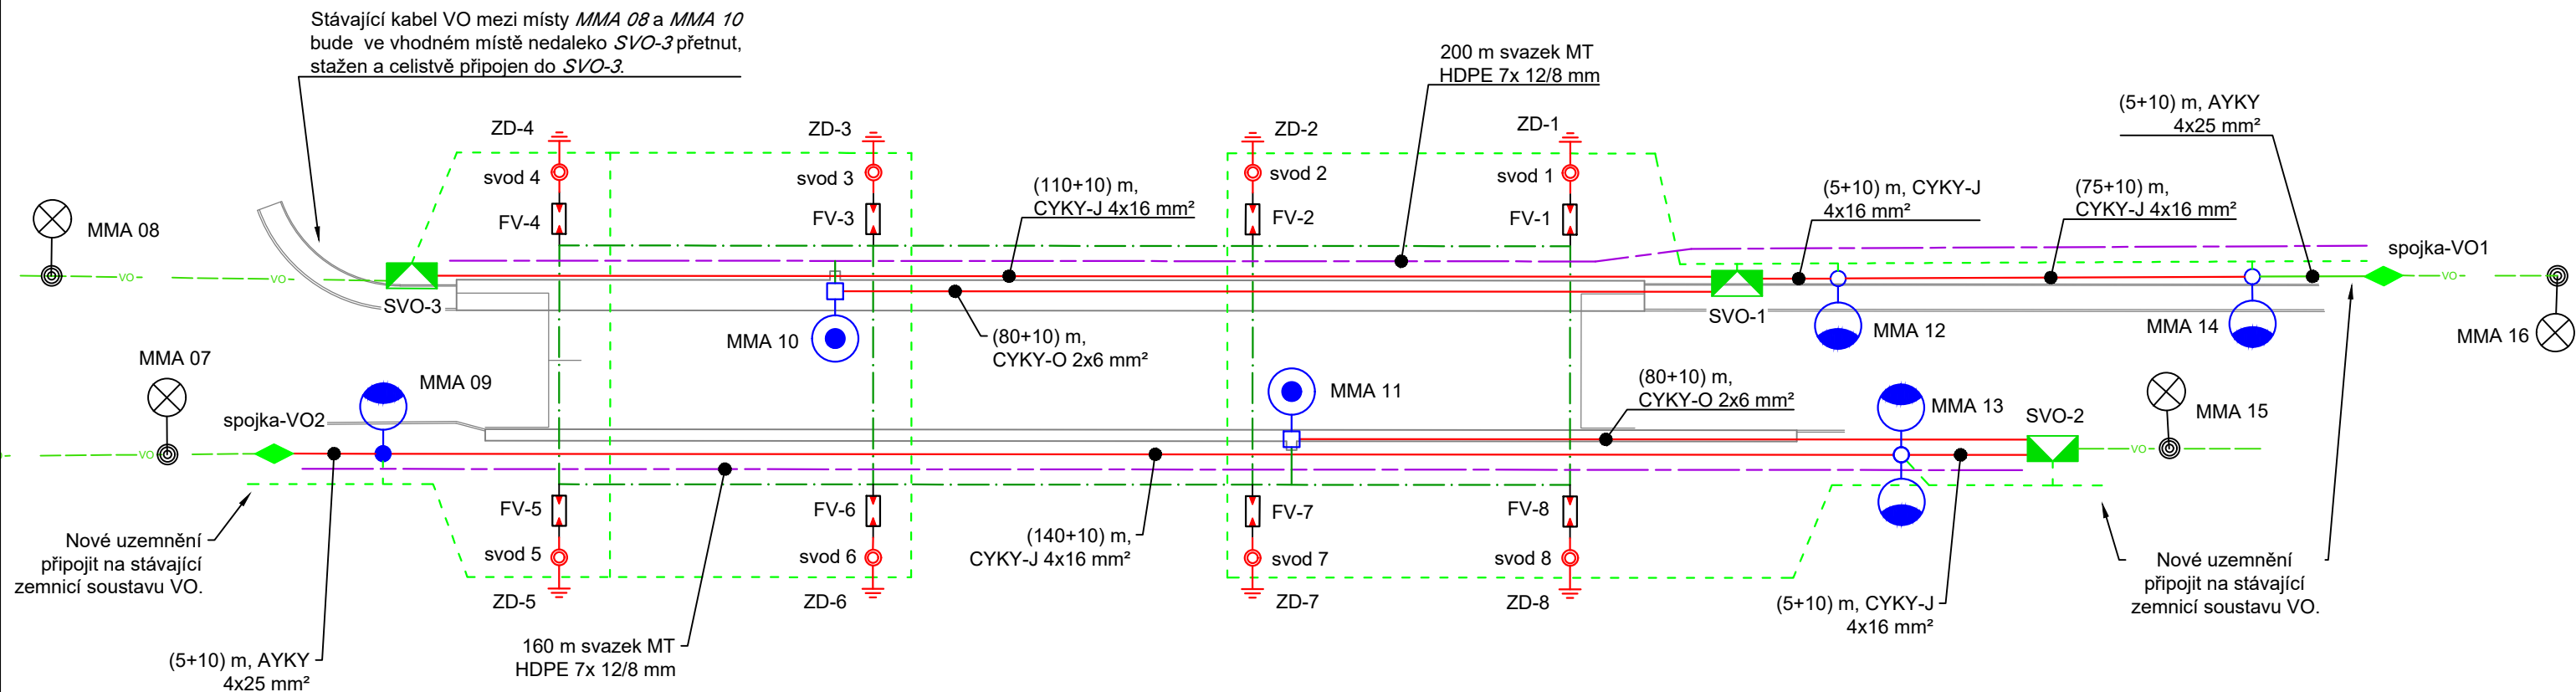 Stávající kabel VO mezi místy MMA 08 a MMA 10
bude ve vhodném místě nedaleko SVO-3 přetnut,
stažen a celistvě připojen do SVO-3.
200 m svazek MT
HDPE 7x 12/8 mm
(5+10) m, AYKY
4x25 mm²
ZD-4
ZD-3
ZD-2
ZD-1
svod 4
svod 3
svod 2
svod 1
(110+10) m,
CYKY-J 4x16 mm²
(5+10) m, CYKY-J
4x16 mm²
(75+10) m,
CYKY-J 4x16 mm²
FV-4
FV-3
FV-2
FV-1
MMA 08
spojka-VO1
VO
VO
VO
SVO-3
SVO-1
MMA 10
MMA 12
MMA 14
MMA 16
(80+10) m,
CYKY-O 2x6 mm²
MMA 07
MMA 09
MMA 11
(80+10) m,
CYKY-O 2x6 mm²
MMA 13
SVO-2
MMA 15
spojka-VO2
VO
VO
FV-5
FV-6
FV-7
FV-8
svod 5
svod 6
svod 7
svod 8
ZD-5
ZD-6
ZD-7
ZD-8
Nové uzemnění
připojit na stávající
zemnicí soustavu VO.
(140+10) m,
CYKY-J 4x16 mm²
Nové uzemnění
připojit na stávající
zemnicí soustavu VO.
(5+10) m, CYKY-J
4x16 mm²
160 m svazek MT
HDPE 7x 12/8 mm
(5+10) m, AYKY
4x25 mm²